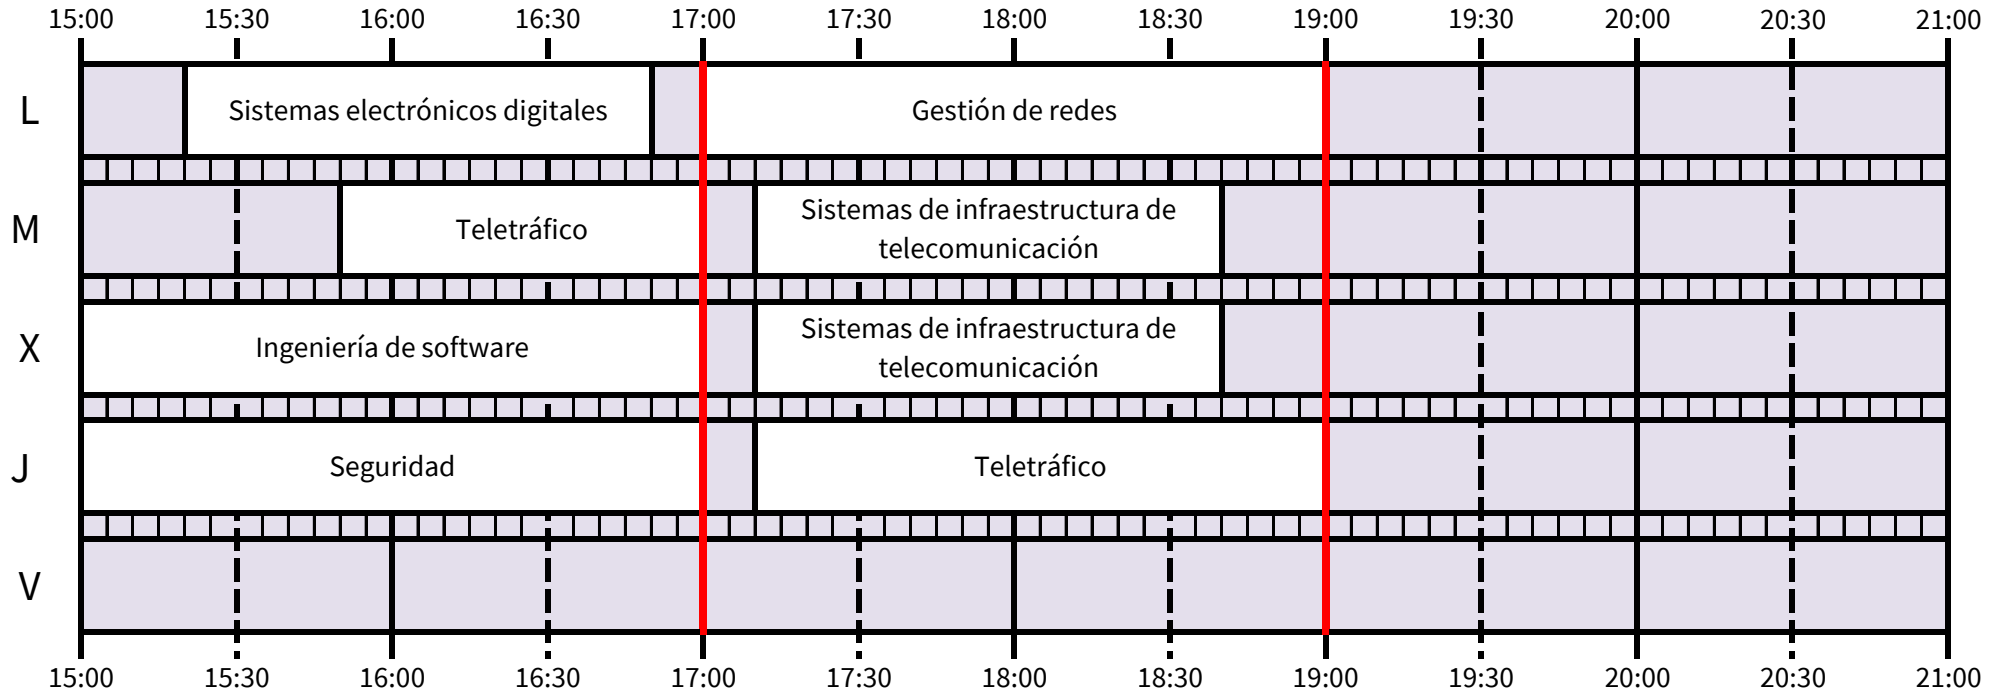 15:00 15:30 16:00 16:30 17:00 17:30 18:00 18:30 19:00 19:30 20:00 20:30 21:00
L Sistemas electrónicos digitales Gestión de redes
M Teletráfico Sistemas de infraestructura de
telecomunicación
X Ingeniería de software Sistemas de infraestructura de
telecomunicación
J Seguridad Teletráfico
V
15:00 15:30 16:00 16:30 17:00 17:30 18:00 18:30 19:00 19:30 20:00 20:30 21:00